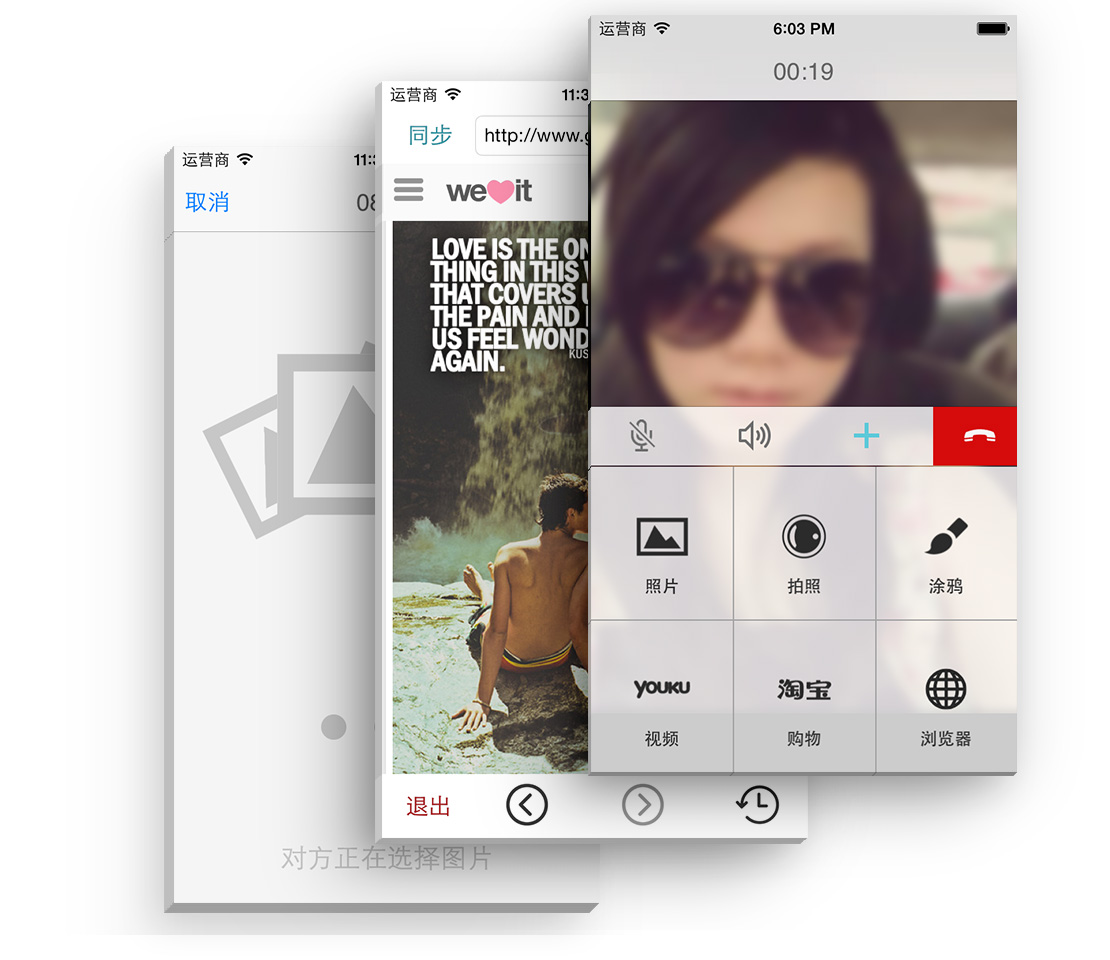 运营商
6:03 PM
00:19
照片
拍照
涂鸦
YOUKU
淘宝
视频
购物
浏览器
运营商
11:3
同步
http://www.g
we it
LOVE IS THE ON
THING IN THIS
THAT COVERS
THE PAIN AND
US FEEL WOND
AGAIN.
KUS
退出
运营商
11:3
取消
08
对方正在选择图片